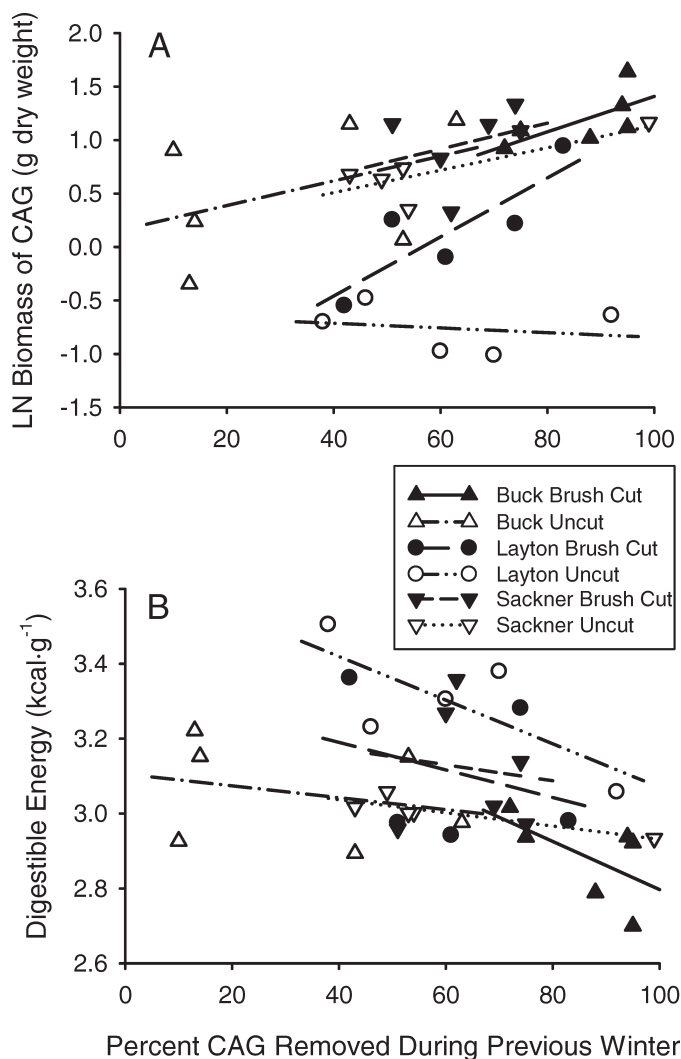 A
LN Biomass of CAG (g dry weight)
2.0
1.5
1.0
0.5
0.0
-0.5
-1.0
-1.5
0 20 40 60 80 100
Buck Brush Cut
Buck Uncut
Layton Brush Cut
Layton Uncut
Sackner Brush Cut
Sackner Uncut
B
Digestible Energy (kcal·g⁻¹)
3.6
3.4
3.2
3.0
2.8
2.6
0 20 40 60 80 100
Percent CAG Removed During Previous Winter